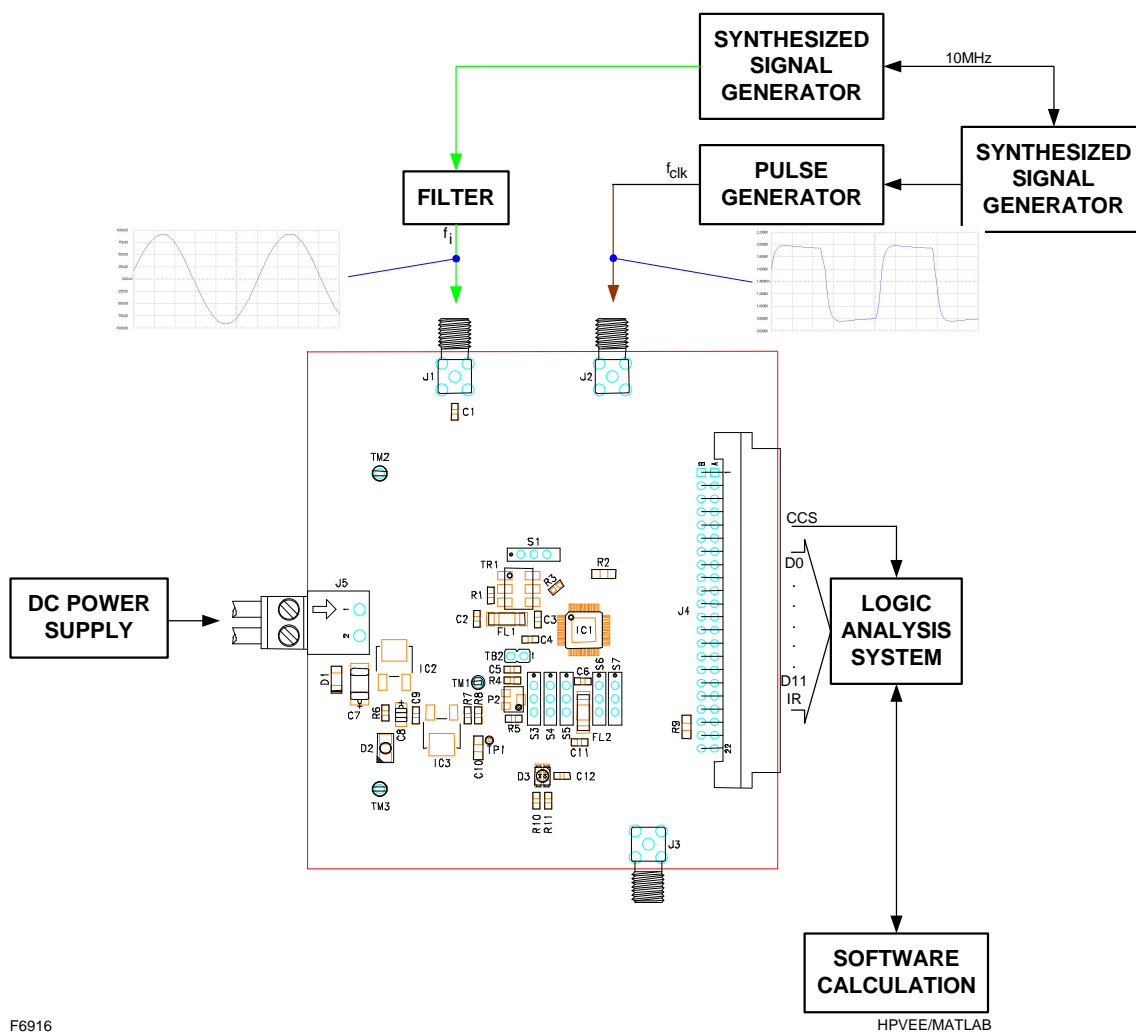 SYNTHESIZED
SIGNAL
GENERATOR
10MHz
SYNTHESIZED
SIGNAL
GENERATOR
PULSE
GENERATOR
fclk
FILTER
fi
J1
J2
C1
TM2
B A
1
S1
TR1
R3
R2
R1
C2
FL1
C3
IC1
C4
TB2
1
J4
CCS
D0
D11
IR
LOGIC
ANALYSIS
SYSTEM
DC POWER
SUPPLY
J5
1
2
IC2
D1
C7
R6
C8
C9
D2
IC3
TM1
C5
R4
P2
R5
R7
R8
C10
TP1
S3
S4
S5
C6
S6
S7
FL2
C11
R9
22
D3
C12
R10
R11
TM3
J3
SOFTWARE
CALCULATION
F6916
HPVEE/MATLAB